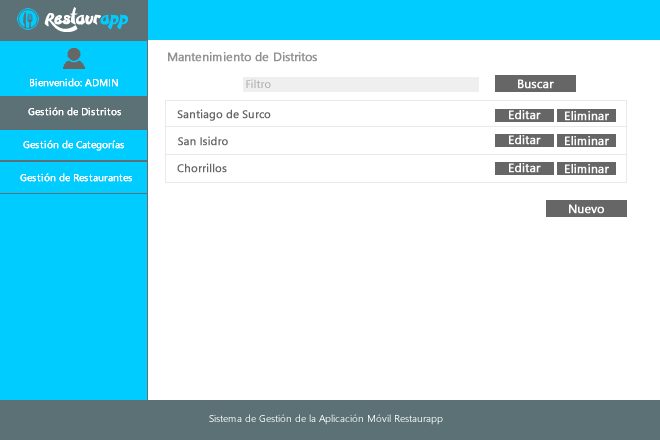 Restaurapp
Bienvenido: ADMIN
Gestión de Distritos
Gestión de Categorías
Gestión de Restaurantes
Mantenimiento de Distritos
Filtro Buscar
Santiago de Surco Editar Eliminar
San Isidro Editar Eliminar
Chorrillos Editar Eliminar
Nuevo
Sistema de Gestión de la Aplicación Móvil Restaurapp